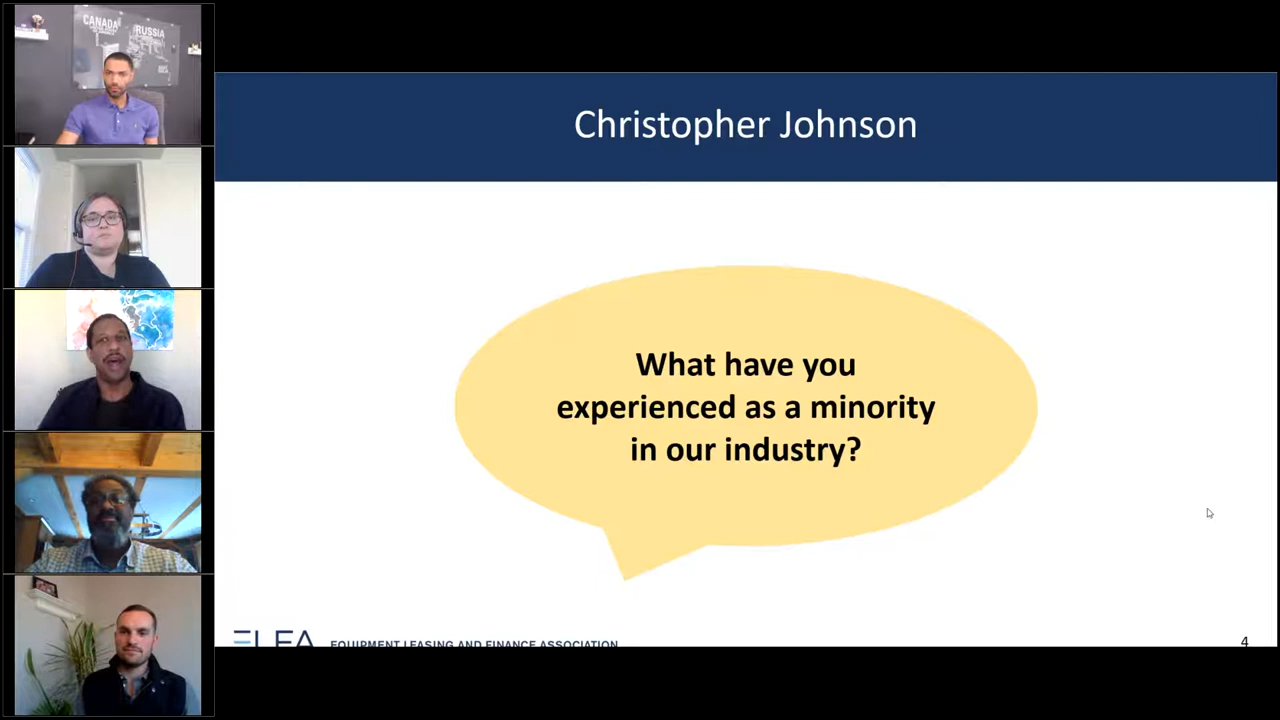 CANADA
RUSSIA
Christopher Johnson
What have you
experienced as a minority
in our industry?
ELFA EQUIPMENT LEASING AND FINANCE ASSOCIATION
4